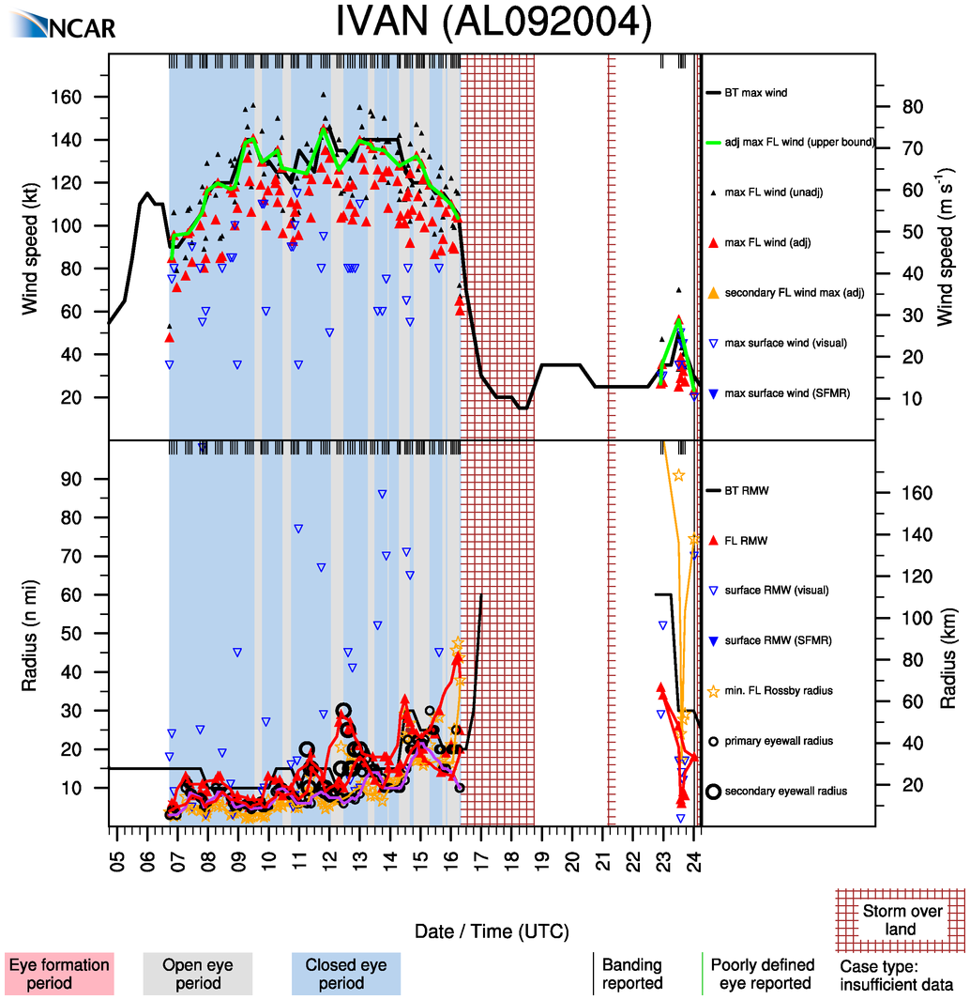 NCAR
IVAN (AL092004)
Wind speed (kt)
160
140
120
100
80
60
40
20
80
70
60
50
40
30
20
10
Wind speed (m s-1)
BT max wind
adj max FL wind (upper bound)
max FL wind (unadj)
max FL wind (adj)
secondary FL wind max (adj)
max surface wind (visual)
max surface wind (SFMR)
Radius (n mi)
90
80
70
60
50
40
30
20
10
160
140
120
100
80
60
40
20
Radius (km)
BT RMW
FL RMW
surface RMW (visual)
surface RMW (SFMR)
min. FL Rossby radius
primary eyewall radius
secondary eyewall radius
05 06 07 08 09 10 11 12 13 14 15 16 17 18 19 20 21 22 23 24
Date / Time (UTC)
Storm over
land
Eye formation
period
Open eye
period
Closed eye
period
Banding
reported
Poorly defined
eye reported
Case type:
insufficient data